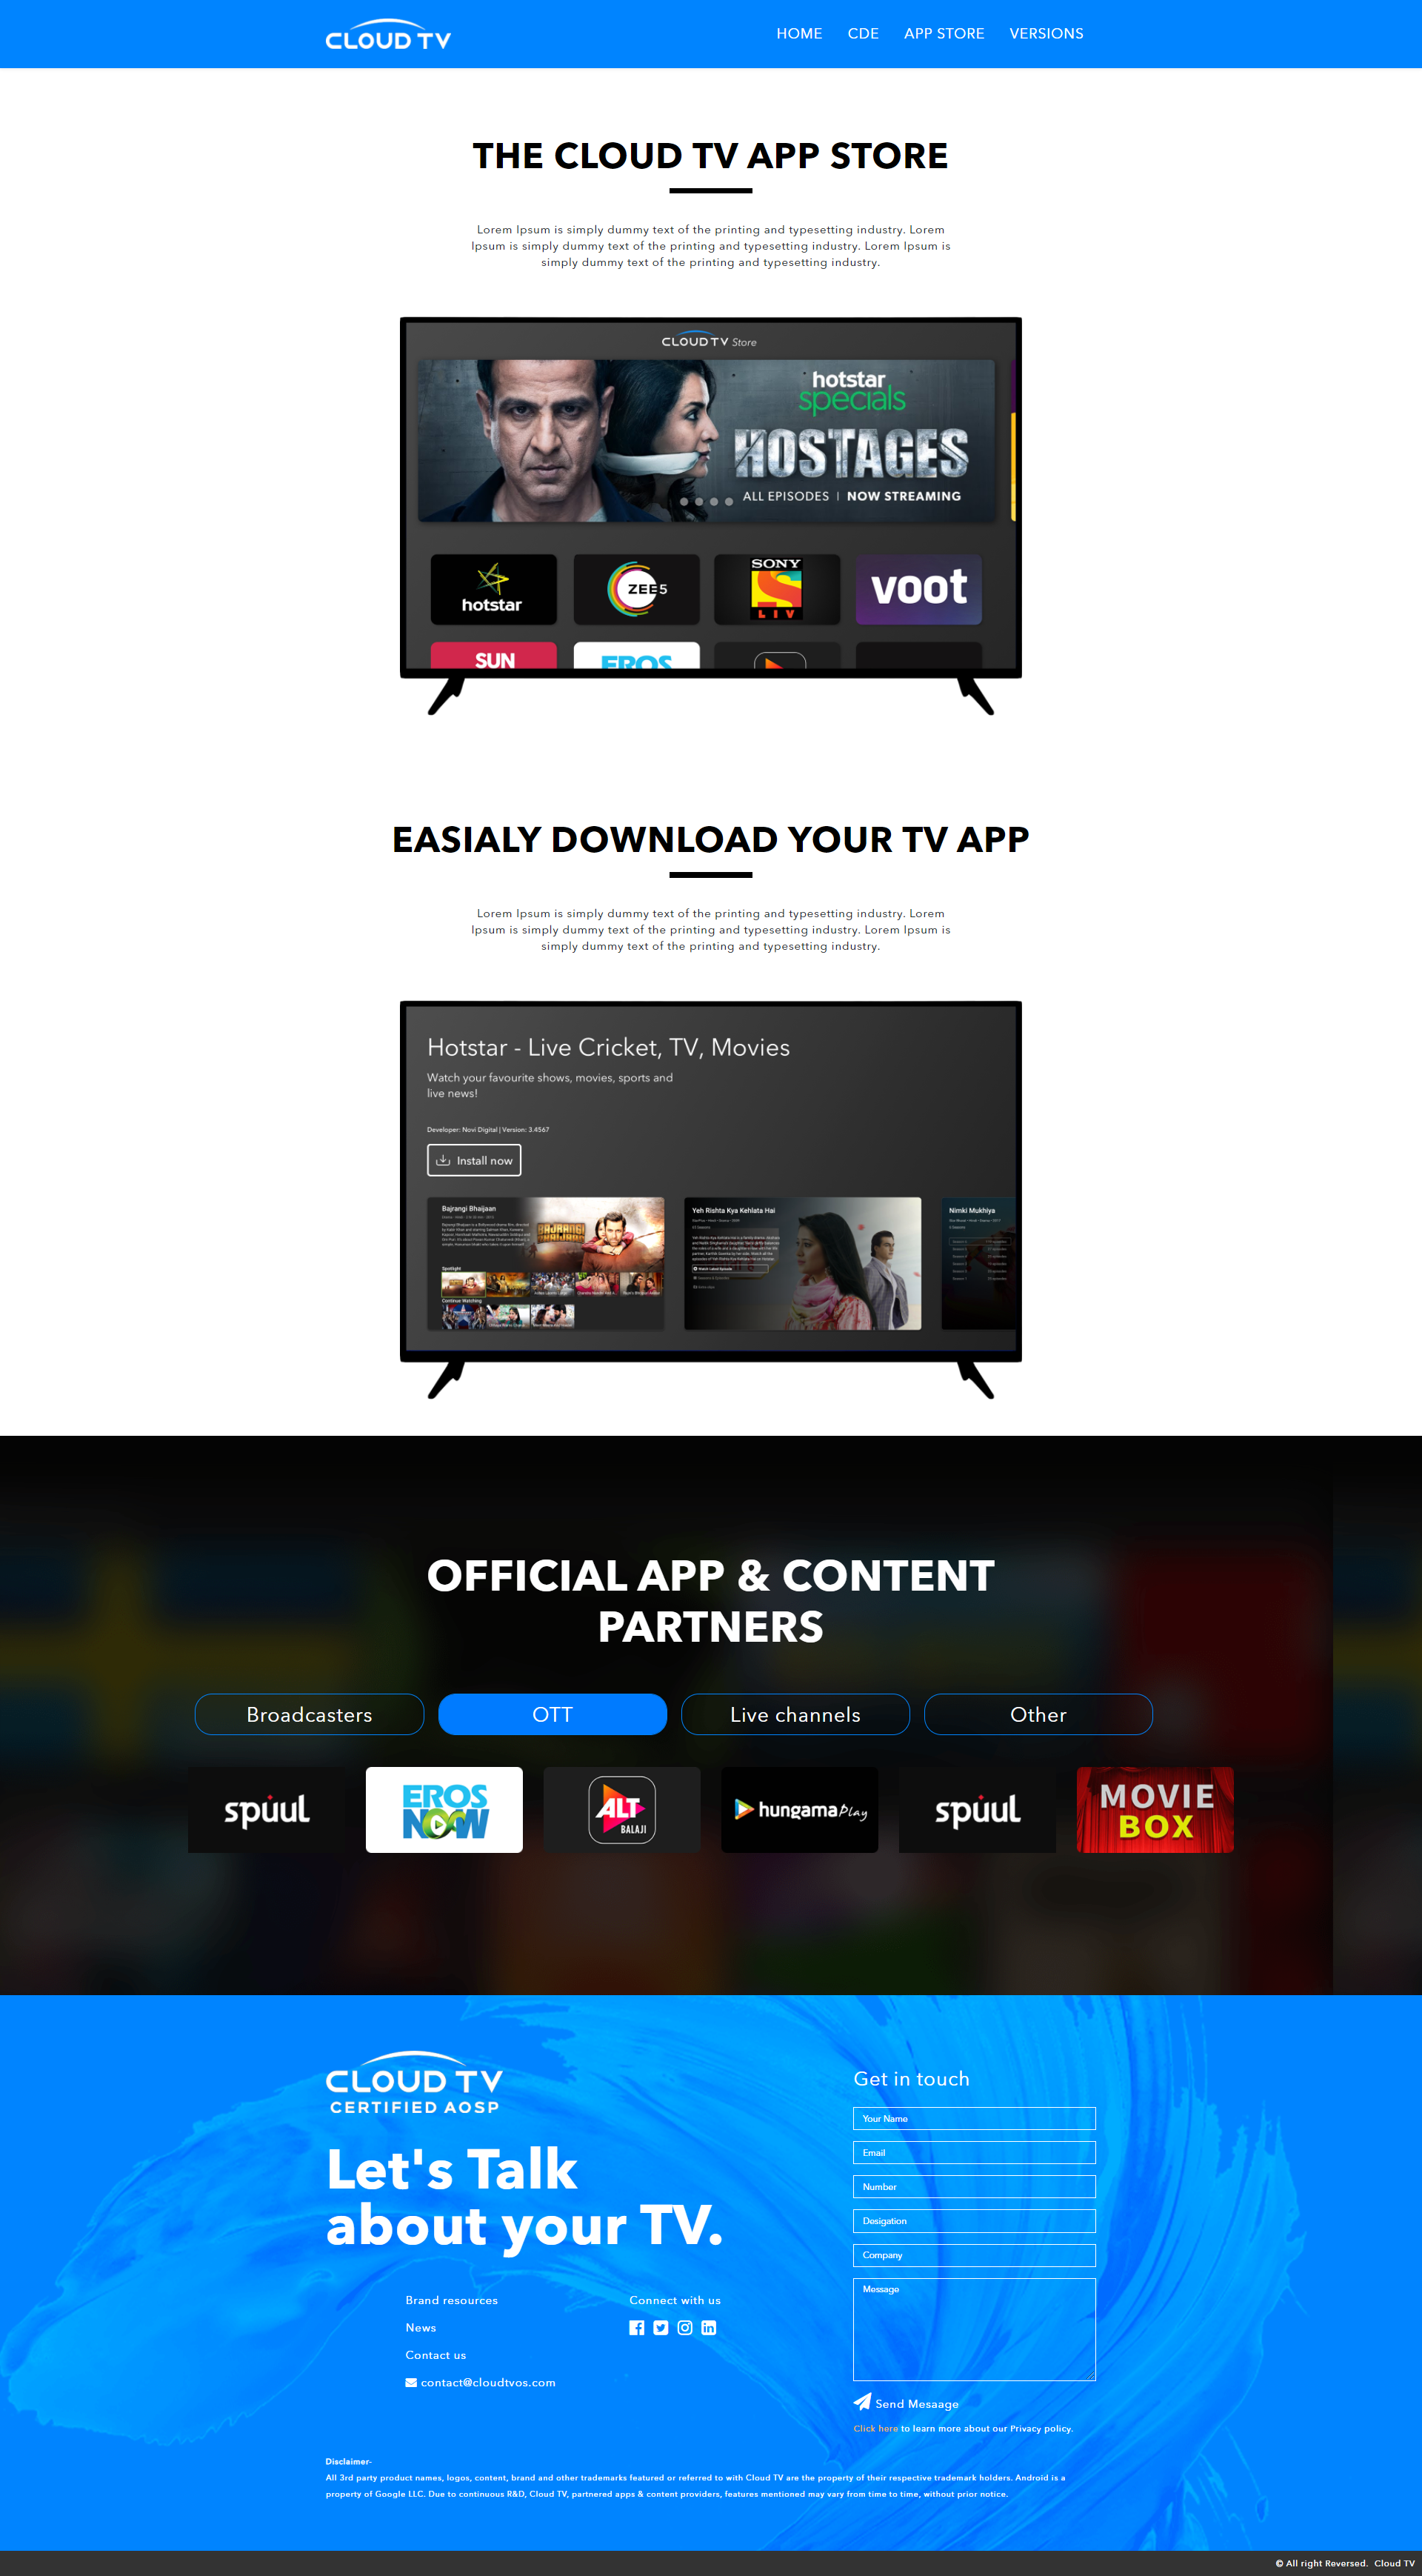 CLOUD TV
HOME CDE APP STORE VERSIONS
THE CLOUD TV APP STORE
Lorem Ipsum is simply dummy text of the printing and typesetting industry. Lorem
Ipsum is simply dummy text of the printing and typesetting industry. Lorem Ipsum is
simply dummy text of the printing and typesetting industry.
CLOUD TV Store
hotstar
specials
HOSTAGES
ALL EPISODES | NOW STREAMING
hotstar
ZEE5
SONY
LIV
voot
SUN
EROS
EASIALY DOWNLOAD YOUR TV APP
Lorem Ipsum is simply dummy text of the printing and typesetting industry. Lorem
Ipsum is simply dummy text of the printing and typesetting industry. Lorem Ipsum is
simply dummy text of the printing and typesetting industry.
Hotstar - Live Cricket, TV, Movies
Watch your favourite shows, movies, sports and
live news!
Developer: Novi Digital | Version: 3.4567
Install now
Bajrangi Bhaijaan
Spotlight
Continue Watching
Yeh Rishta Kya Kehlata Hai
Nimki Mukhiya
OFFICIAL APP & CONTENT
PARTNERS
Broadcasters OTT Live channels Other
spuul
EROS
NOW
ALT
BALAJI
hungama Play
spuul
MOVIE
BOX
CLOUD TV
CERTIFIED AOSP
Let's Talk
about your TV.
Brand resources
News
Contact us
contact@cloudtvos.com
Connect with us
Get in touch
Your Name
Email
Number
Desigation
Company
Message
Send Mesaage
Click here to learn more about our Privacy policy.
Disclaimer-
All 3rd party product names, logos, content, brand and other trademarks featured or referred to with Cloud TV are the property of their respective trademark holders. Android is a
property of Google LLC. Due to continuous R&D, Cloud TV, partnered apps & content providers, features mentioned may vary from time to time, without prior notice.
© All right Reversed. Cloud TV